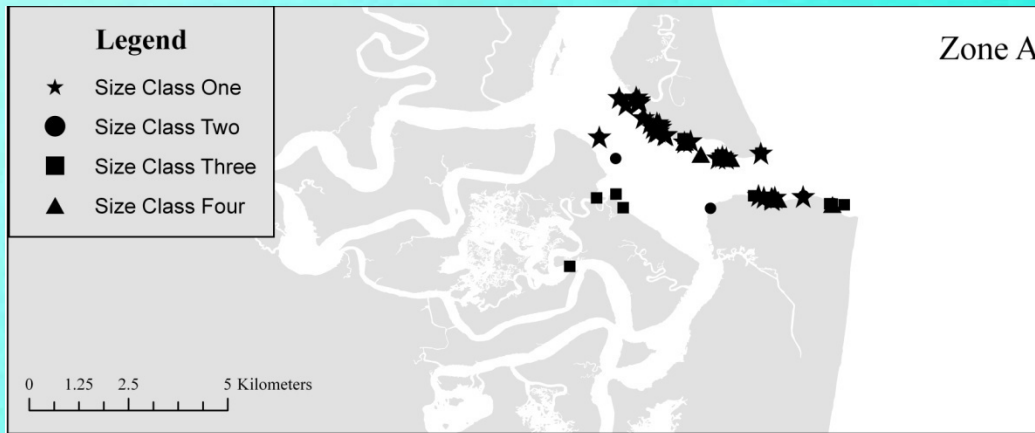 Legend
Size Class One
Size Class Two
Size Class Three
Size Class Four
Zone A
0 1.25 2.5 5 Kilometers